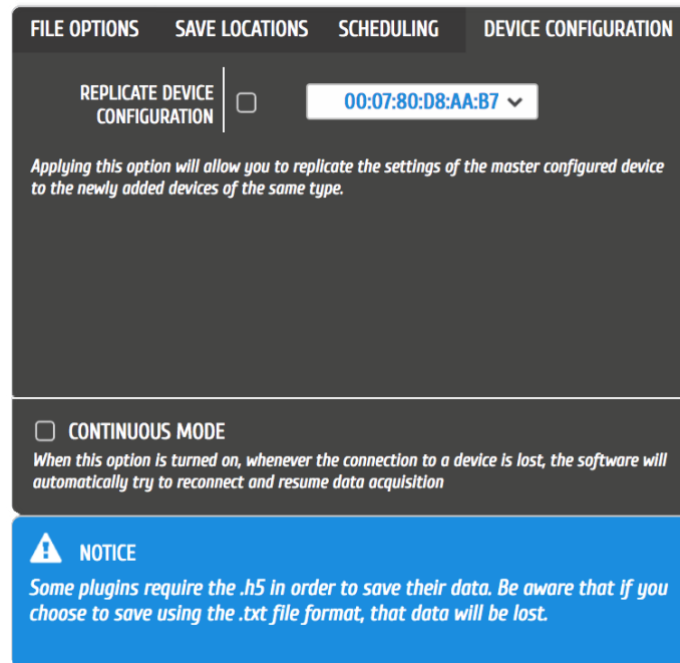 FILE OPTIONS SAVE LOCATIONS SCHEDULING DEVICE CONFIGURATION
REPLICATE DEVICE
CONFIGURATION
00:07:80:D8:AA:B7
Applying this option will allow you to replicate the settings of the master configured device
to the newly added devices of the same type.
CONTINUOUS MODE
When this option is turned on, whenever the connection to a device is lost, the software will
automatically try to reconnect and resume data acquisition
NOTICE
Some plugins require the .h5 in order to save their data. Be aware that if you
choose to save using the .txt file format, that data will be lost.